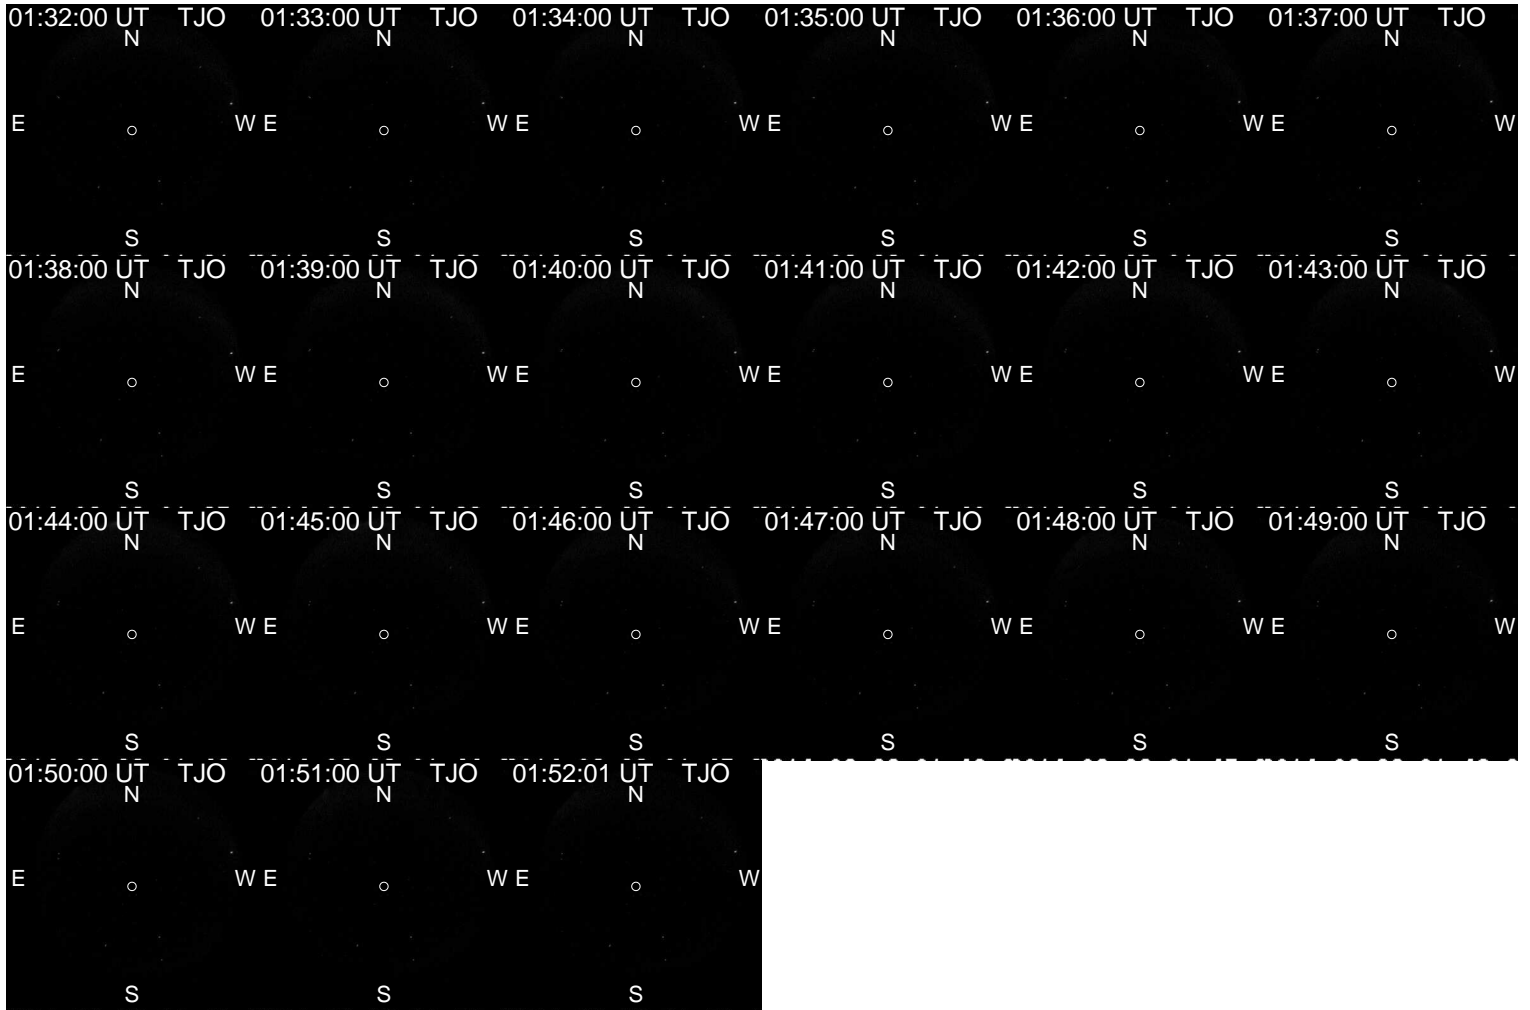 01:32:00 UT TJO 01:33:00 UT TJO 01:34:00 UT TJO 01:35:00 UT TJO 01:36:00 UT TJO 01:37:00 UT TJO
N N N N N N
E W E W E W E W E W E W
S S S S S S
01:38:00 UT TJO 01:39:00 UT TJO 01:40:00 UT TJO 01:41:00 UT TJO 01:42:00 UT TJO 01:43:00 UT TJO
N N N N N N
E W E W E W E W E W E W
S S S S S S
01:44:00 UT TJO 01:45:00 UT TJO 01:46:00 UT TJO 01:47:00 UT TJO 01:48:00 UT TJO 01:49:00 UT TJO
N N N N N N
E W E W E W E W E W E W
S S S S S S
01:50:00 UT TJO 01:51:00 UT TJO 01:52:01 UT TJO
N N N
E W E W E W
S S S